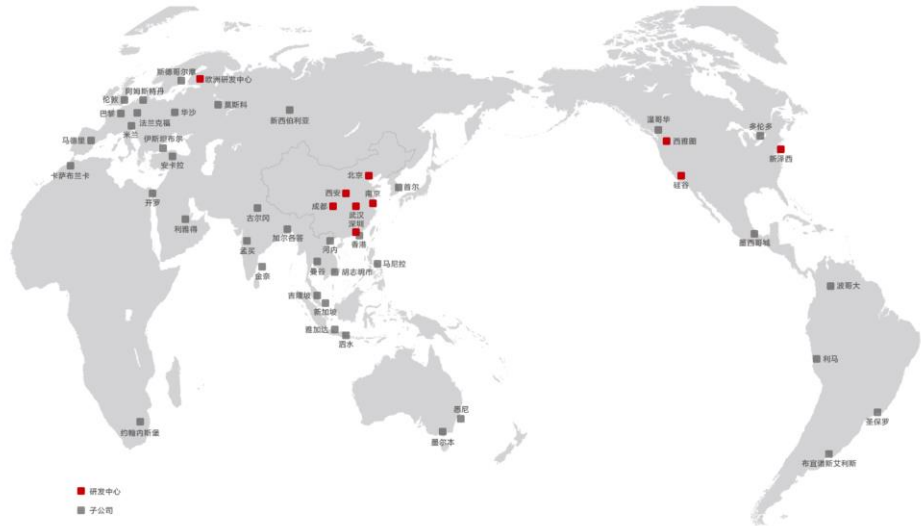 斯德哥尔摩
欧洲研发中心
阿姆斯特丹
伦敦
莫斯科
巴黎
华沙
新西伯利亚
法兰克福
米兰
马德里
伊斯坦布尔
安卡拉
卡萨布兰卡
开罗
利雅得
北京
首尔
西安
南京
成都
武汉
深圳
香港
古尔冈
加尔各答
孟买
河内
金奈
曼谷
胡志明市
马尼拉
吉隆坡
新加坡
雅加达
泗水
悉尼
墨尔本
约翰内斯堡
温哥华
多伦多
西雅图
新泽西
硅谷
墨西哥城
波哥大
利马
圣保罗
布宜诺斯艾利斯
研发中心
子公司